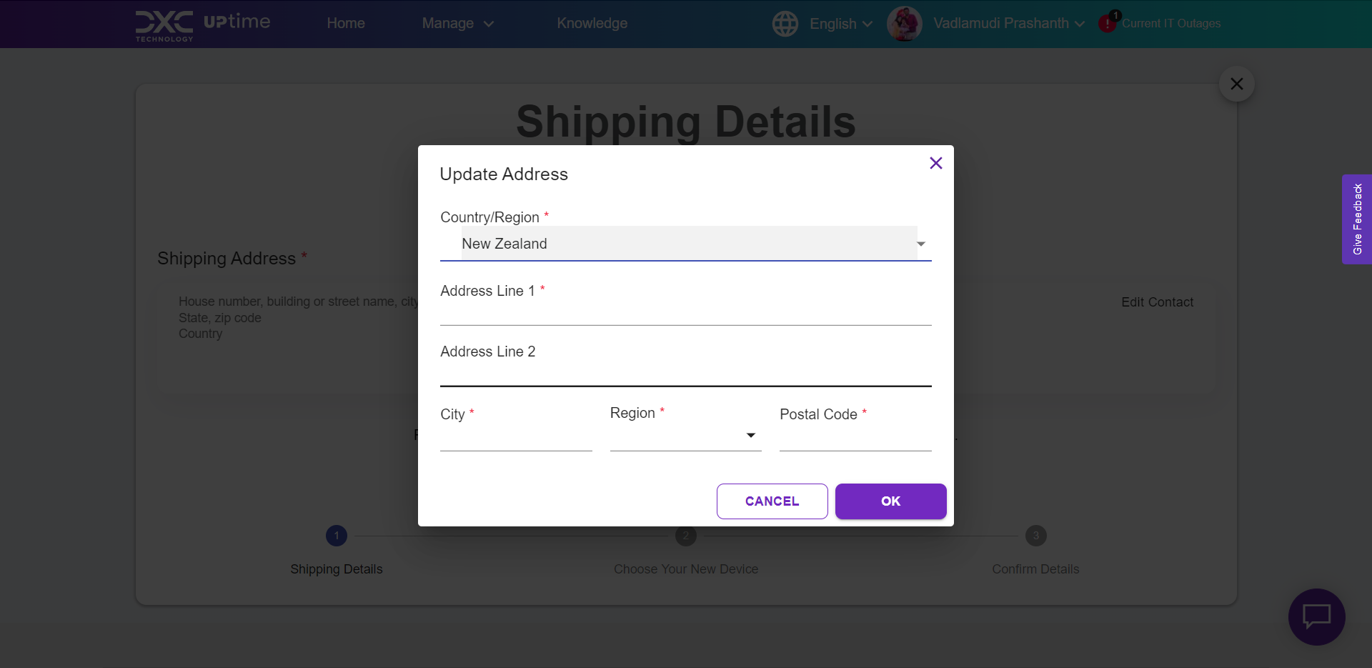 DXC UPtime
TECHNOLOGY
Home
Manage
Knowledge
English
Vadlamudi Prashanth
! 1
Current IT Outages
Shipping Details
Update Address
Country/Region *
New Zealand
Shipping Address *
Address Line 1 *
House number, building or street name, city
State, zip code
Country
Edit Contact
Address Line 2
City *
Region *
Postal Code *
CANCEL
OK
1
2
3
Shipping Details
Choose Your New Device
Confirm Details
Give Feedback